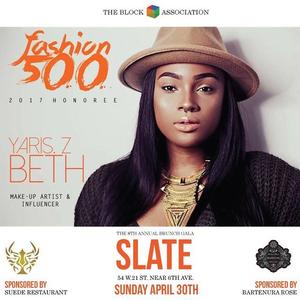 THE BLOCK ASSOCIATION
fashion
500
2017 HONOREE
YARIS. Z
BETH
MAKE-UP ARTIST &
INFLUENCER
THE 8TH ANNUAL BRUNCH GALA
SLATE
54 W.21 ST. NEAR 6TH AVE.
SUNDAY APRIL 30TH
SPONSORED BY
SUEDE RESTAURANT
SPONSORED BY
BARTENURA ROSE